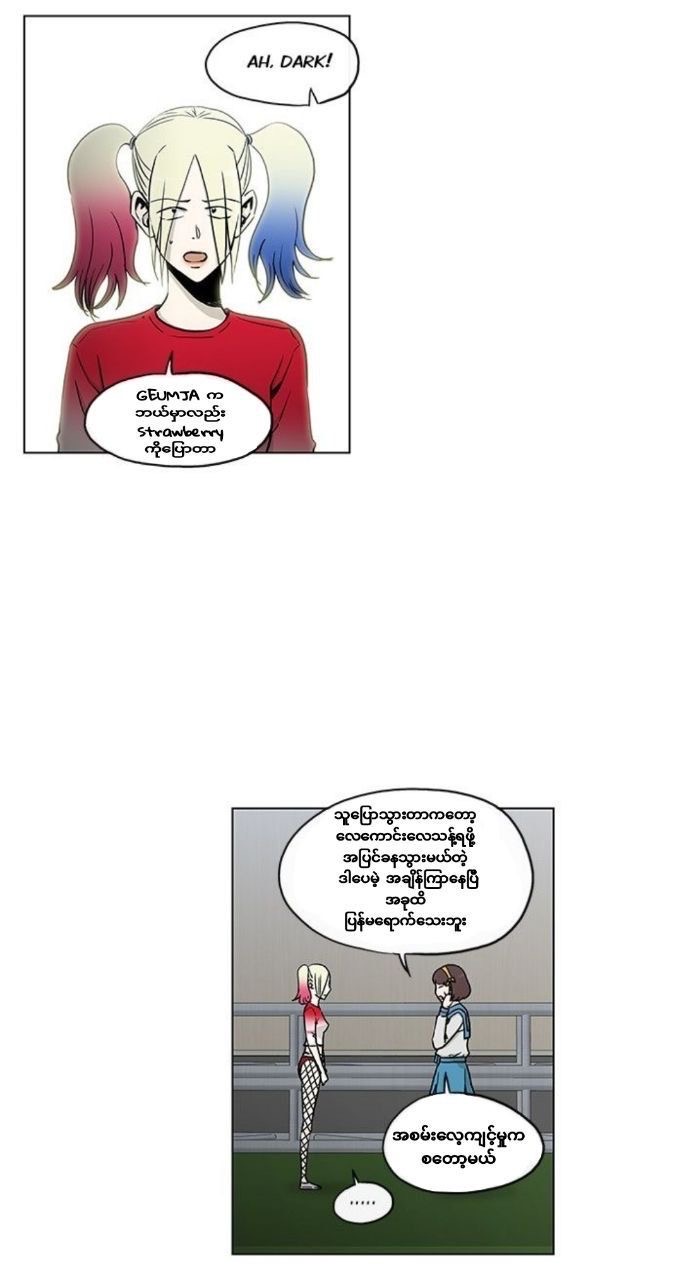 AH, DARK!
GEUMJA က
ဘယ်မှာလည်း
Strawberry
ကိုပြောတာ
သူပြောသွားတာကတော့
လေကောင်းလေသန့်ရဖို့
အပြင်ခနသွားမယ်တဲ့
ဒါပေမဲ့ အချိန်ကြာနေပြီ
အခုထိ
ပြန်မရောက်သေးဘူး
အစမ်းလေ့ကျင့်မှုက
စတော့မယ်
.....